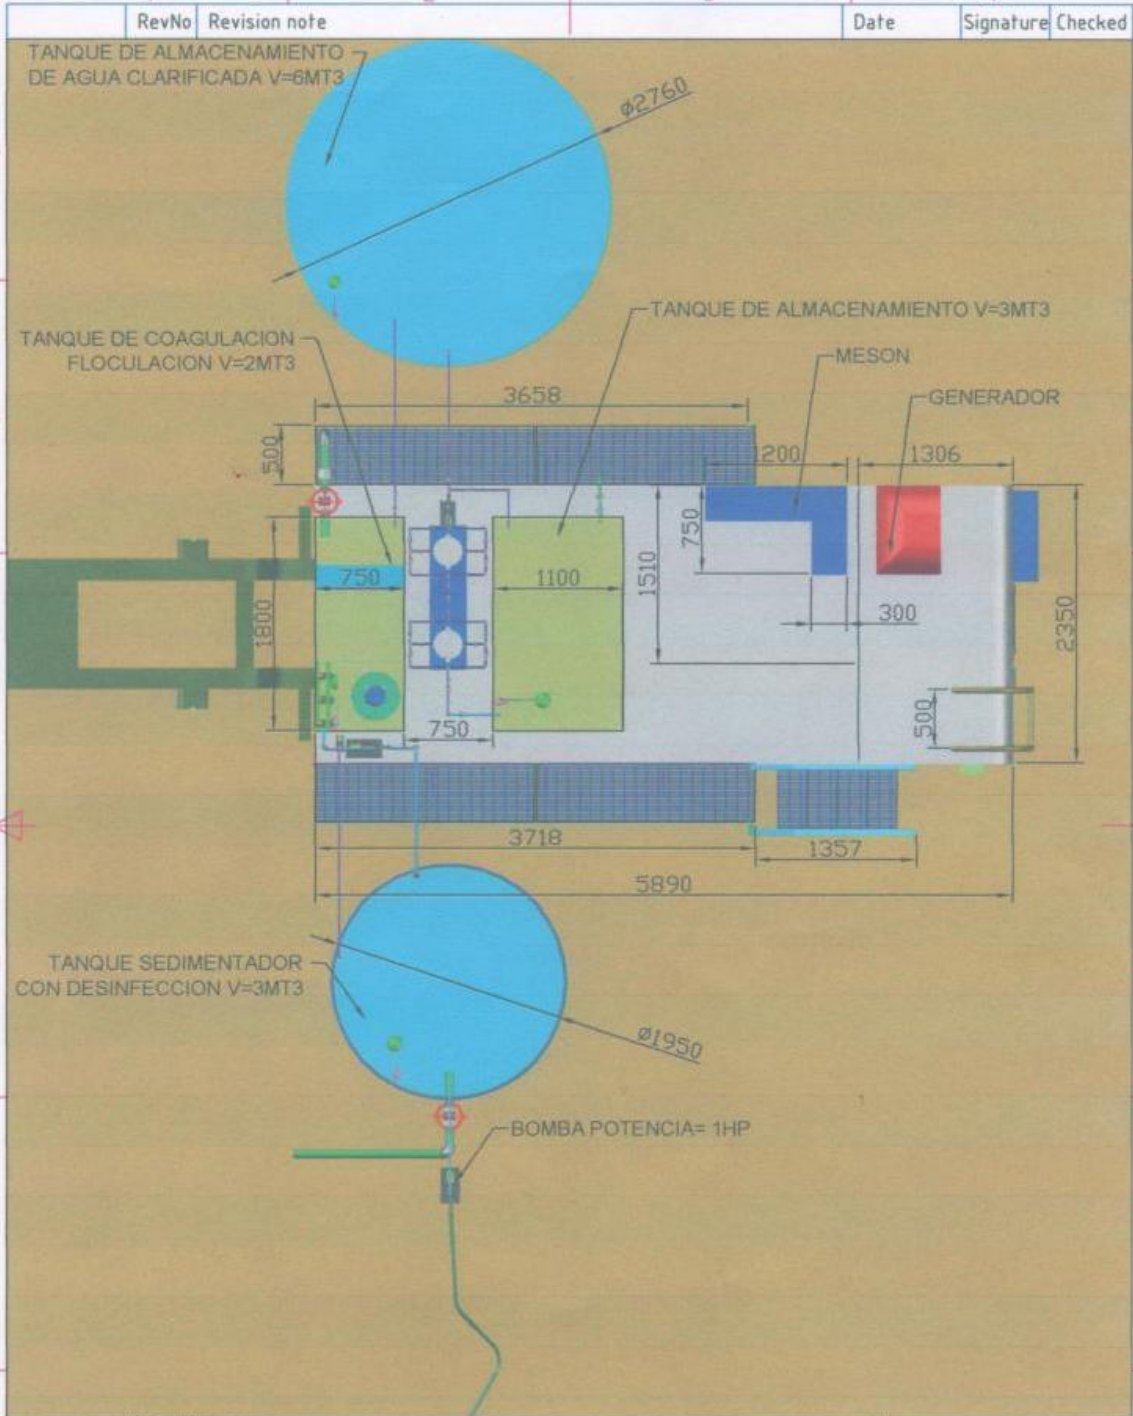 RevNo Revision note Date Signature Checked
TANQUE DE ALMACENAMIENTO
DE AGUA CLARIFICADA V=6MT3
ø2760
TANQUE DE ALMACENAMIENTO V=3MT3
TANQUE DE COAGULACION
FLOCULACION V=2MT3
MESON
GENERADOR
3658
500
1200
1306
750
1510
750
1100
300
1800
2350
500
750
3718
1357
5890
TANQUE SEDIMENTADOR
CON DESINFECCION V=3MT3
ø1950
BOMBA POTENCIA= 1HP